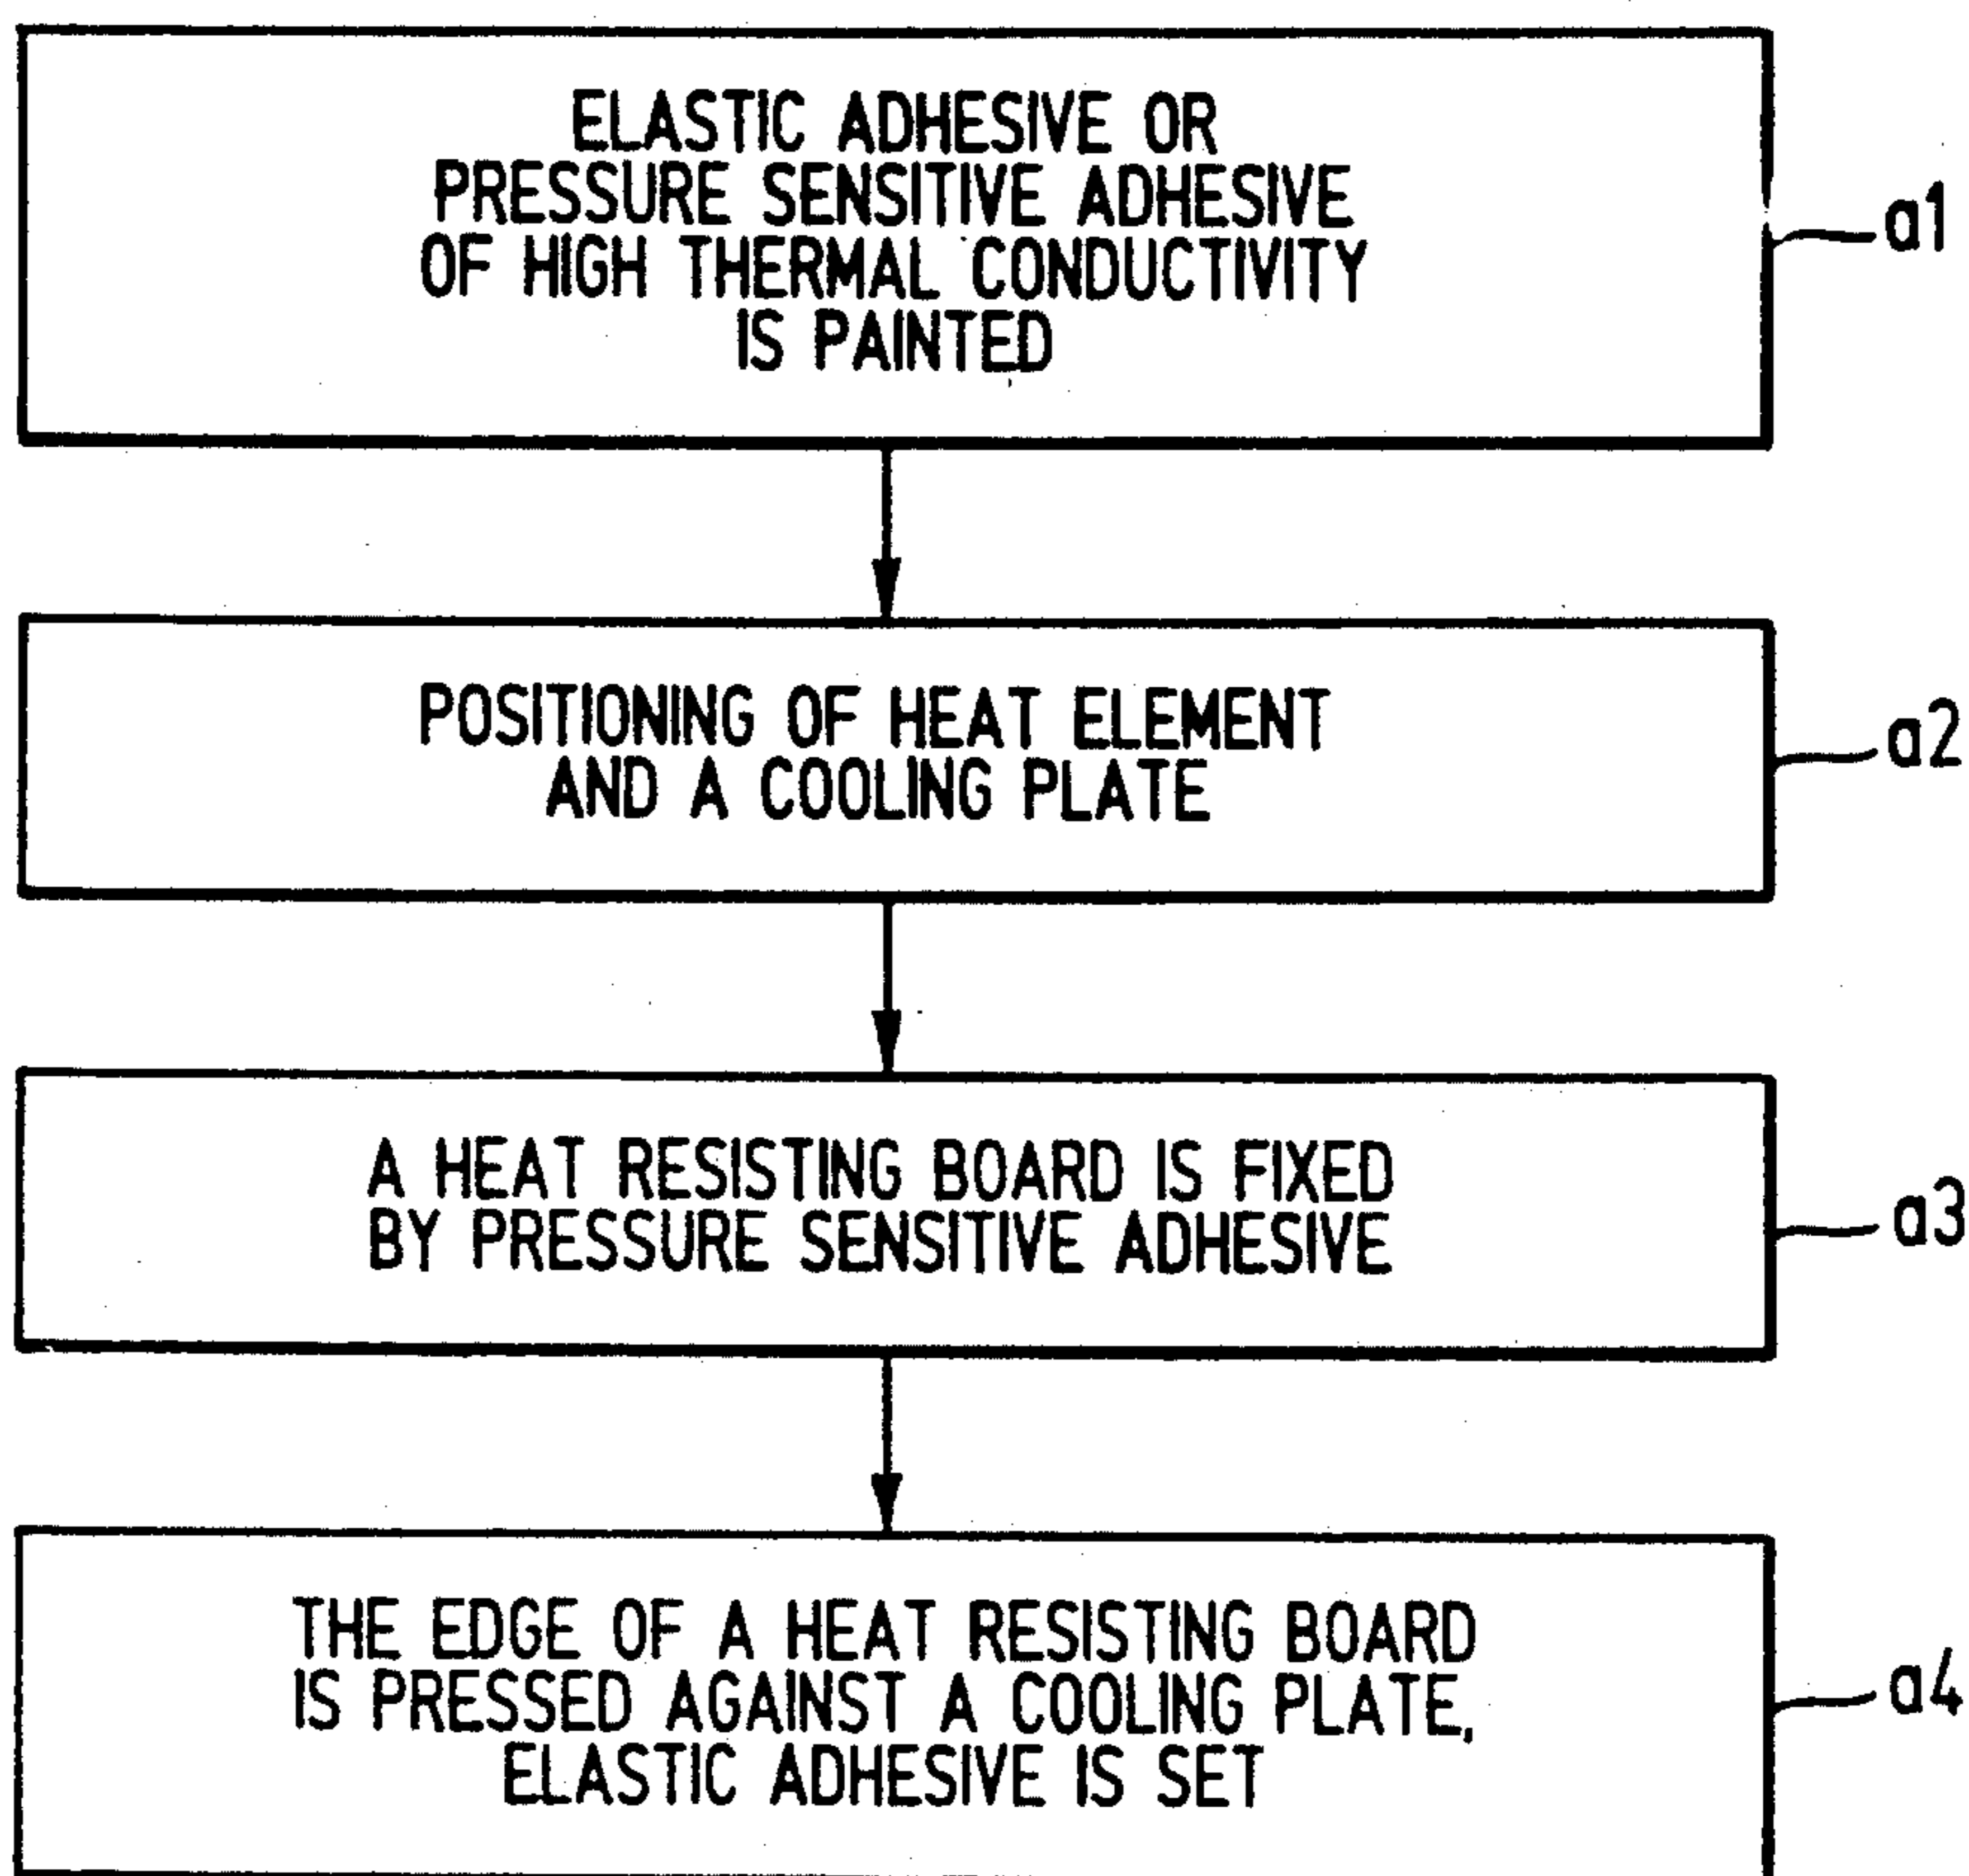 ELASTIC ADHESIVE OR
PRESSURE SENSITIVE ADHESIVE
OF HIGH THERMAL CONDUCTIVITY
IS PAINTED
a1
POSITIONING OF HEAT ELEMENT
AND A COOLING PLATE
a2
A HEAT RESISTING BOARD IS FIXED
BY PRESSURE SENSITIVE ADHESIVE
a3
THE EDGE OF A HEAT RESISTING BOARD
IS PRESSED AGAINST A COOLING PLATE,
ELASTIC ADHESIVE IS SET
a4